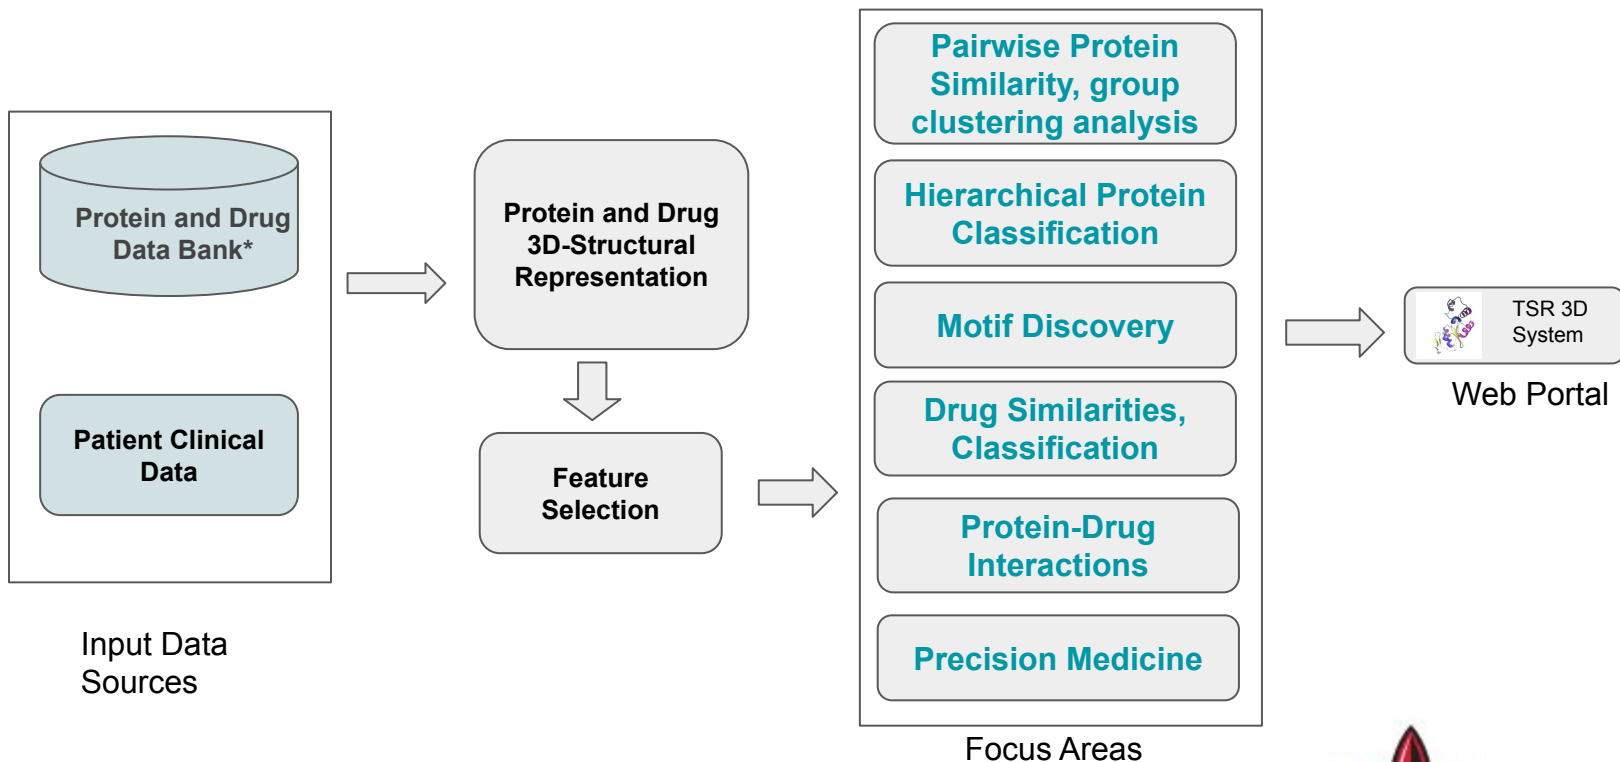 Protein and Drug
Data Bank*
Patient Clinical
Data
Input Data
Sources
Protein and Drug
3D-Structural
Representation
Feature
Selection
Pairwise Protein
Similarity, group
clustering analysis
Hierarchical Protein
Classification
Motif Discovery
Drug Similarities,
Classification
Protein-Drug
Interactions
Precision Medicine
Focus Areas
TSR 3D
System
Web Portal